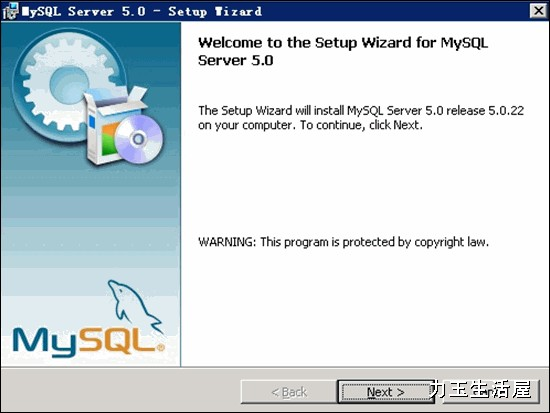 MySQL Server 5.0 - Setup Wizard
Welcome to the Setup Wizard for MySQL
Server 5.0
The Setup Wizard will install MySQL Server 5.0 release 5.0.22
on your computer. To continue, click Next.
WARNING: This program is protected by copyright law.
MySQL®
< Back
Next >
力王生活屋